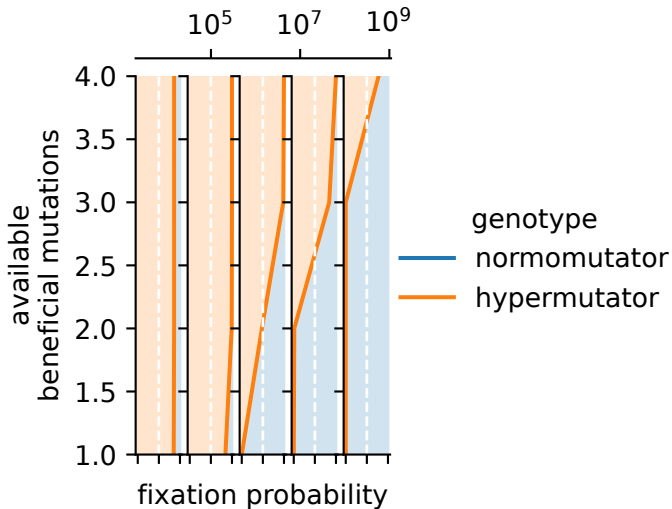 10^5 10^7 10^9
4.0
3.5
3.0
2.5
2.0
1.5
1.0
available
beneficial mutations
fixation probability
genotype
normomutator
hypermutator